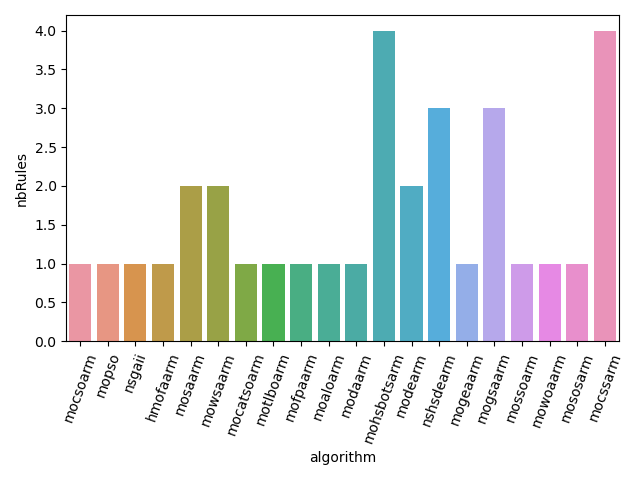 nbRules
4.0
3.5
3.0
2.5
2.0
1.5
1.0
0.5
0.0
mocsoarm
mopso
nsgaii
hmofaarm
mosaarm
mowsaarm
mocatsoarm
motlboarm
mofpaarm
moaloarm
modaarm
mohsbotsarm
modearm
nshsdearm
mogeaarm
mogsaarm
mossoarm
mowoaarm
mososarm
mocssarm
algorithm